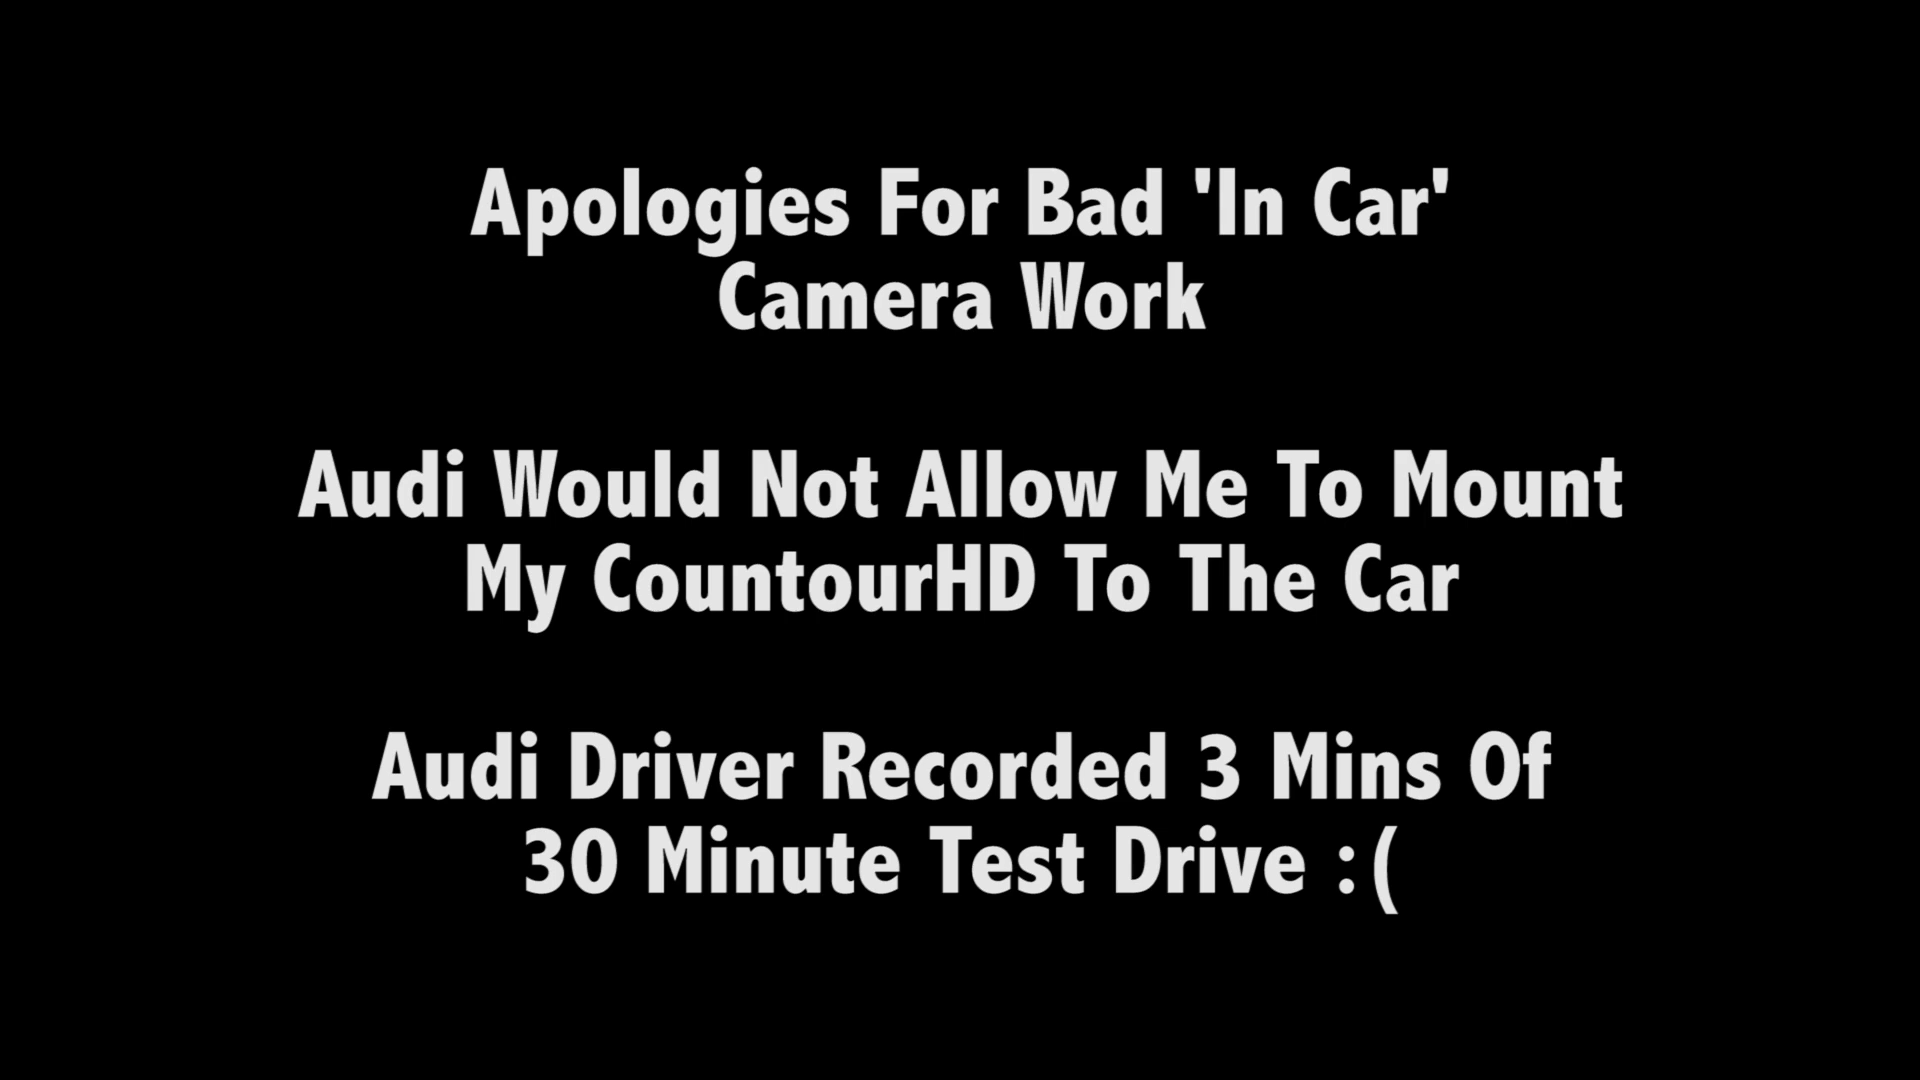 Apologies For Bad 'In Car'
Camera Work
Audi Would Not Allow Me To Mount
My CountourHD To The Car
Audi Driver Recorded 3 Mins Of
30 Minute Test Drive :(